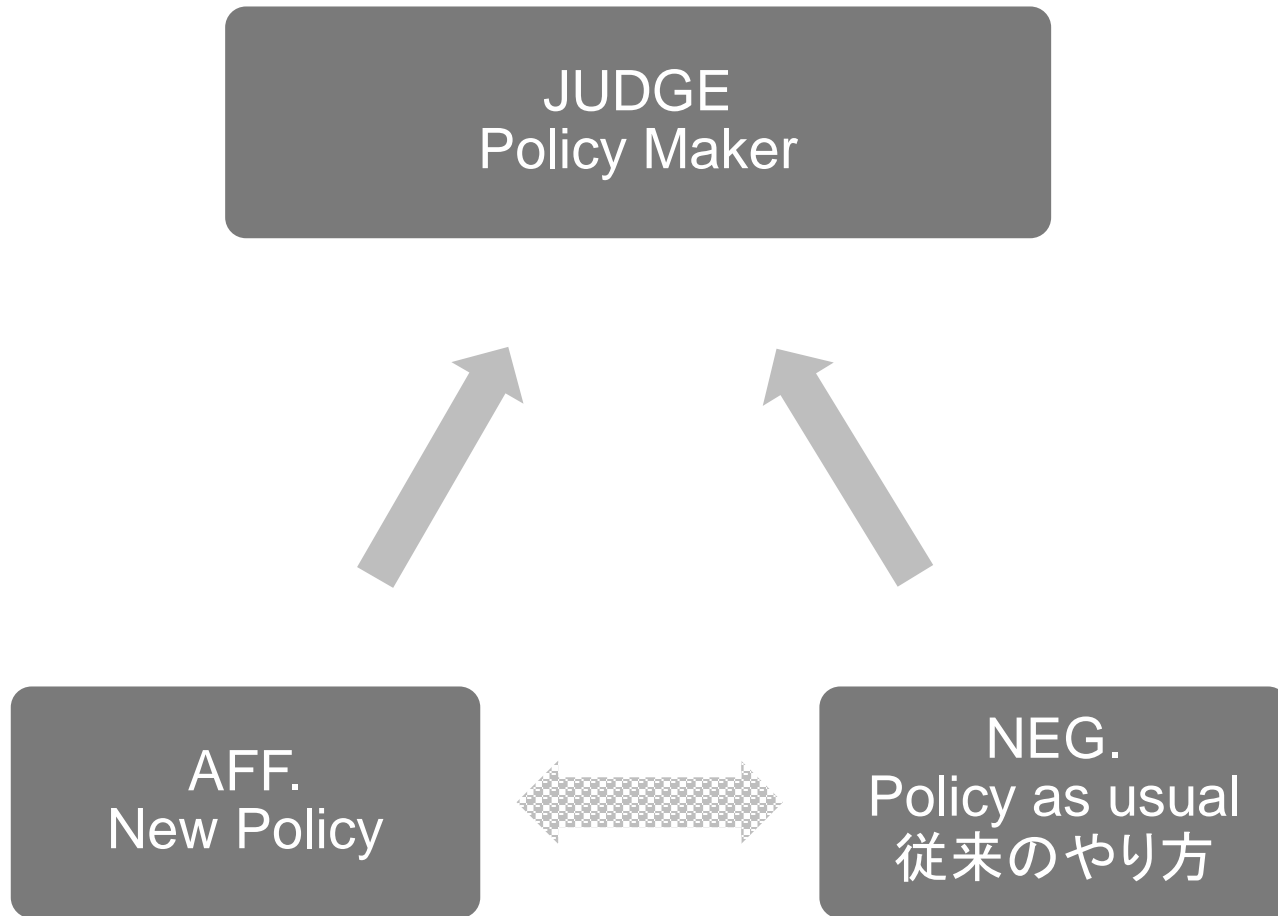 JUDGE
Policy Maker
AFF.
New Policy
NEG.
Policy as usual
従来のやり方